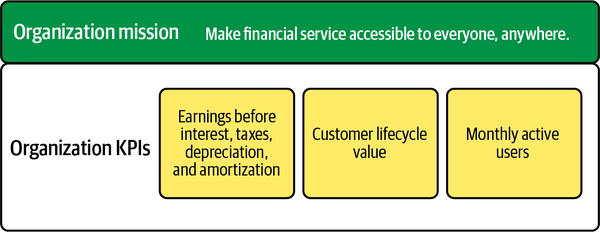 Organization mission
Make financial service accessible to everyone, anywhere.
Organization KPIs
Earnings before
interest, taxes,
depreciation,
and amortization
Customer lifecycle
value
Monthly active
users